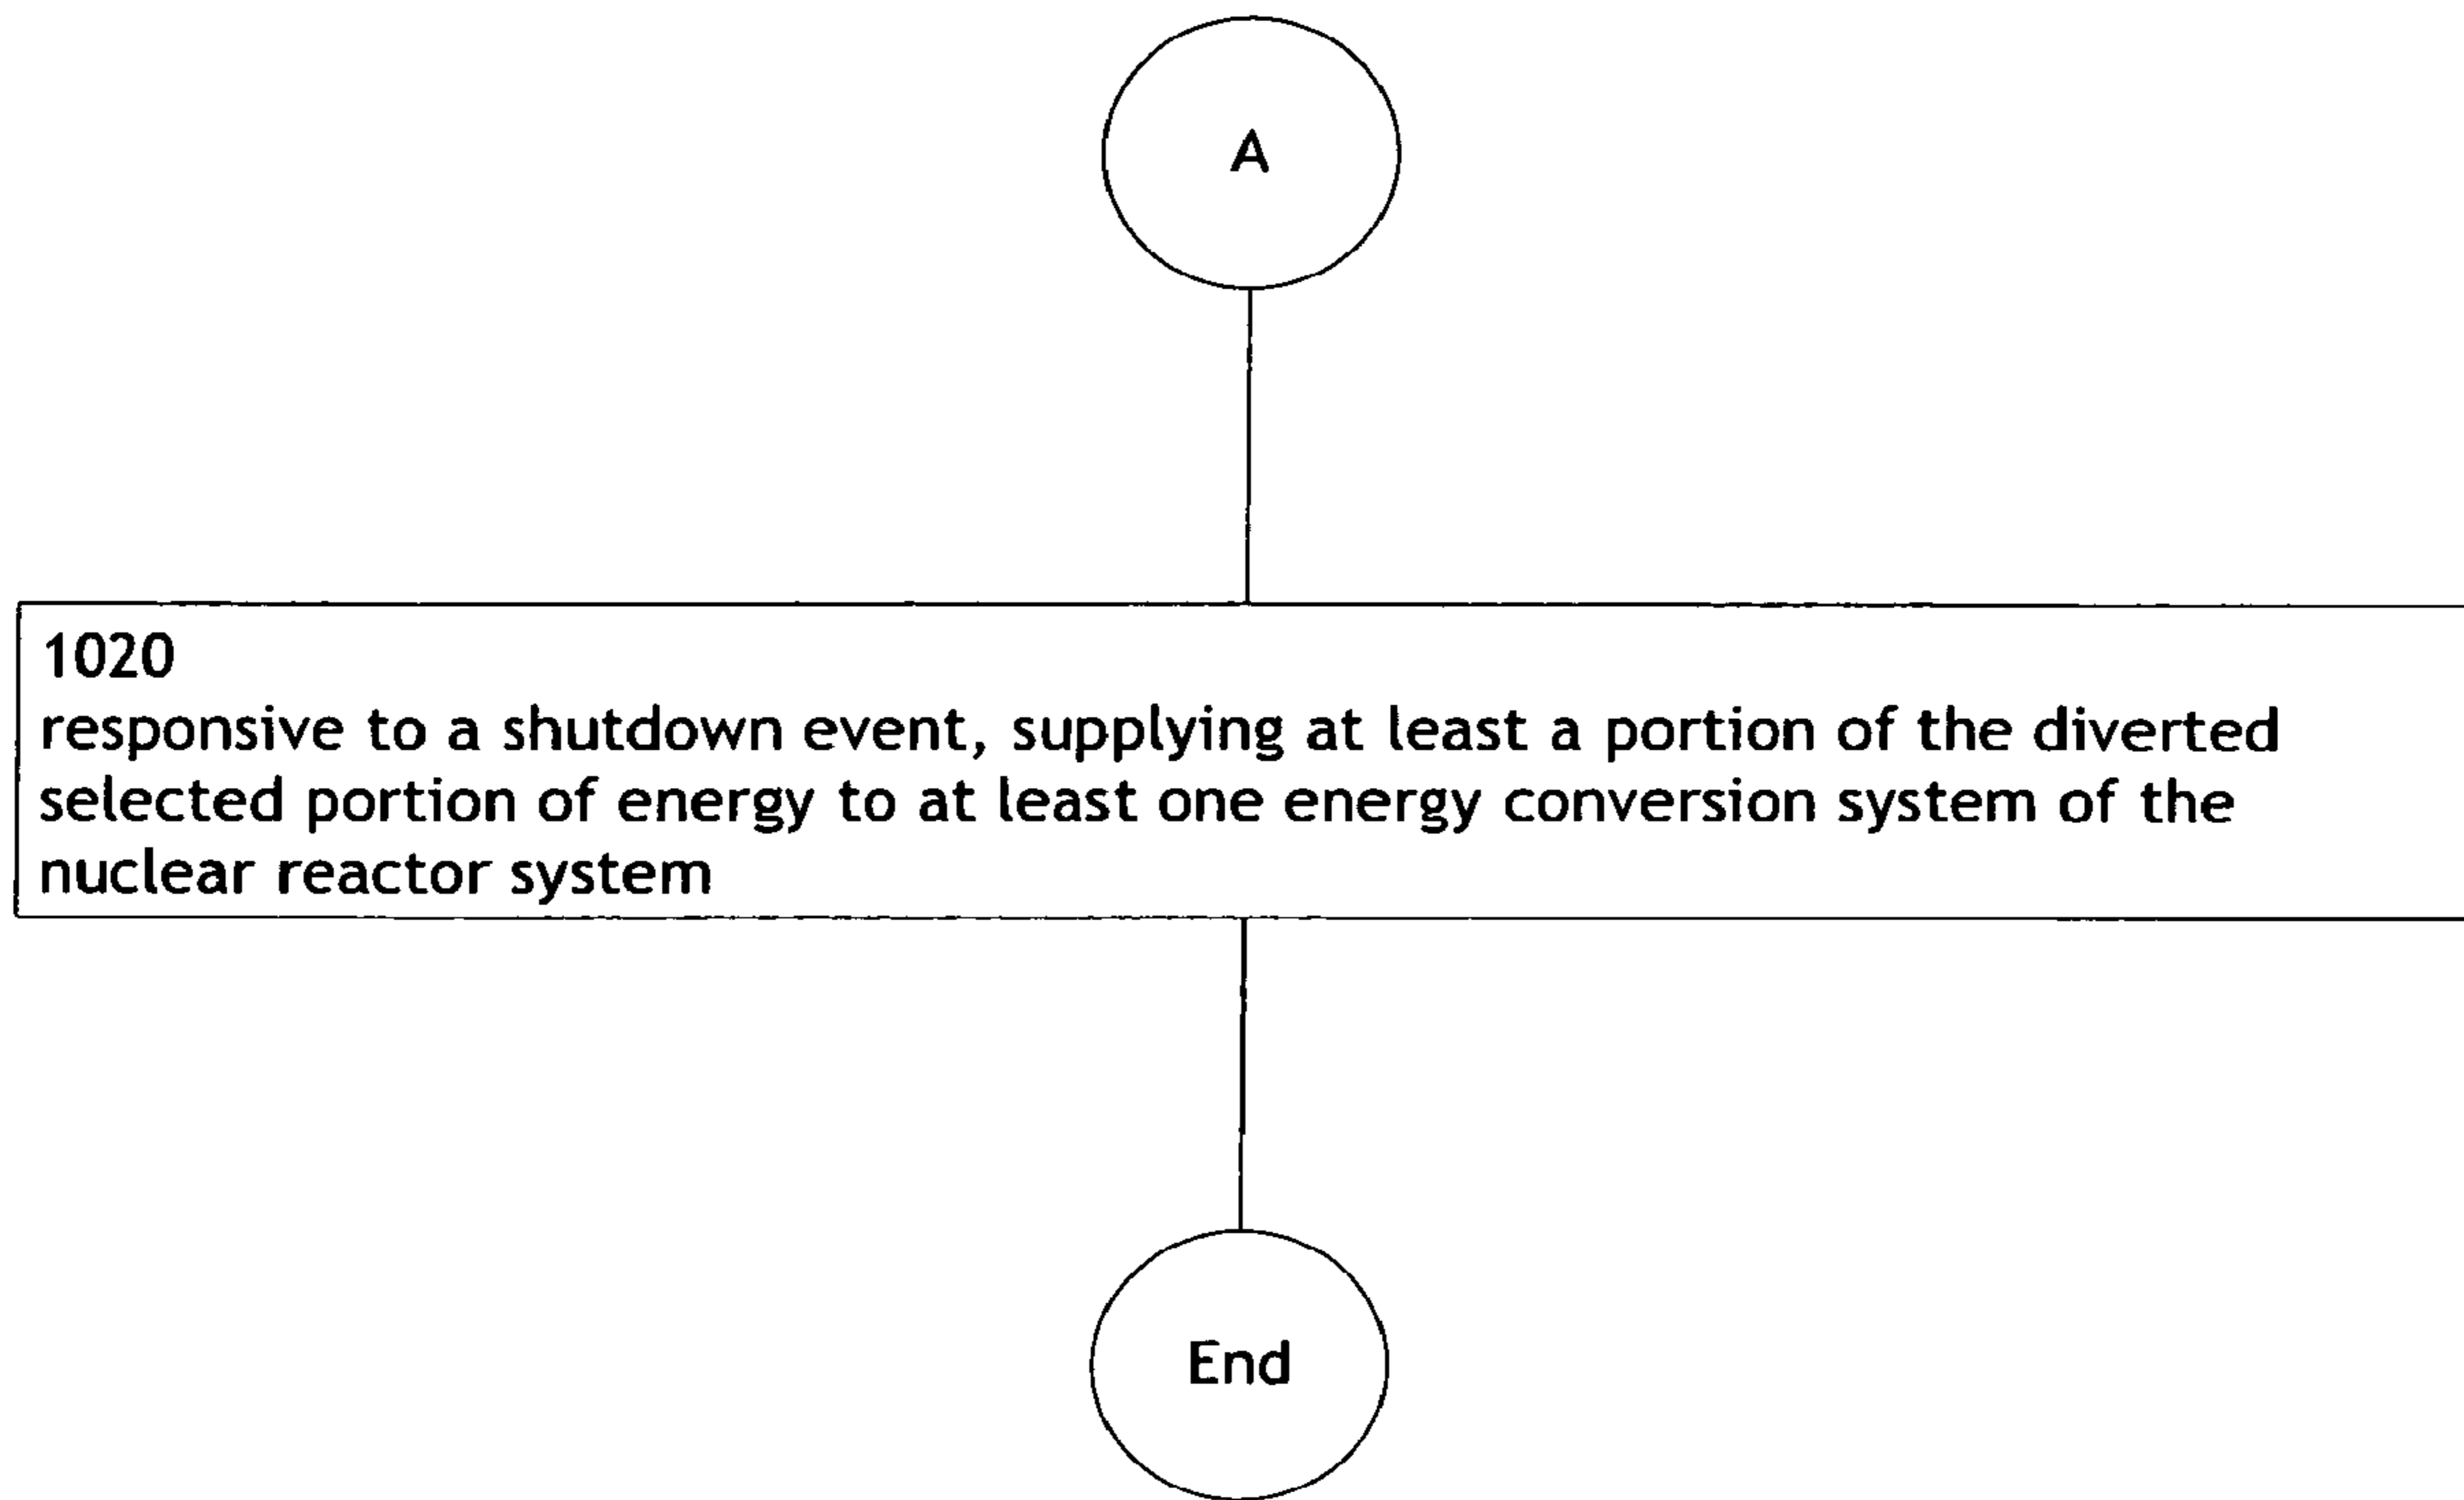 A
1020
responsive to a shutdown event, supplying at least a portion of the diverted
selected portion of energy to at least one energy conversion system of the
nuclear reactor system
End